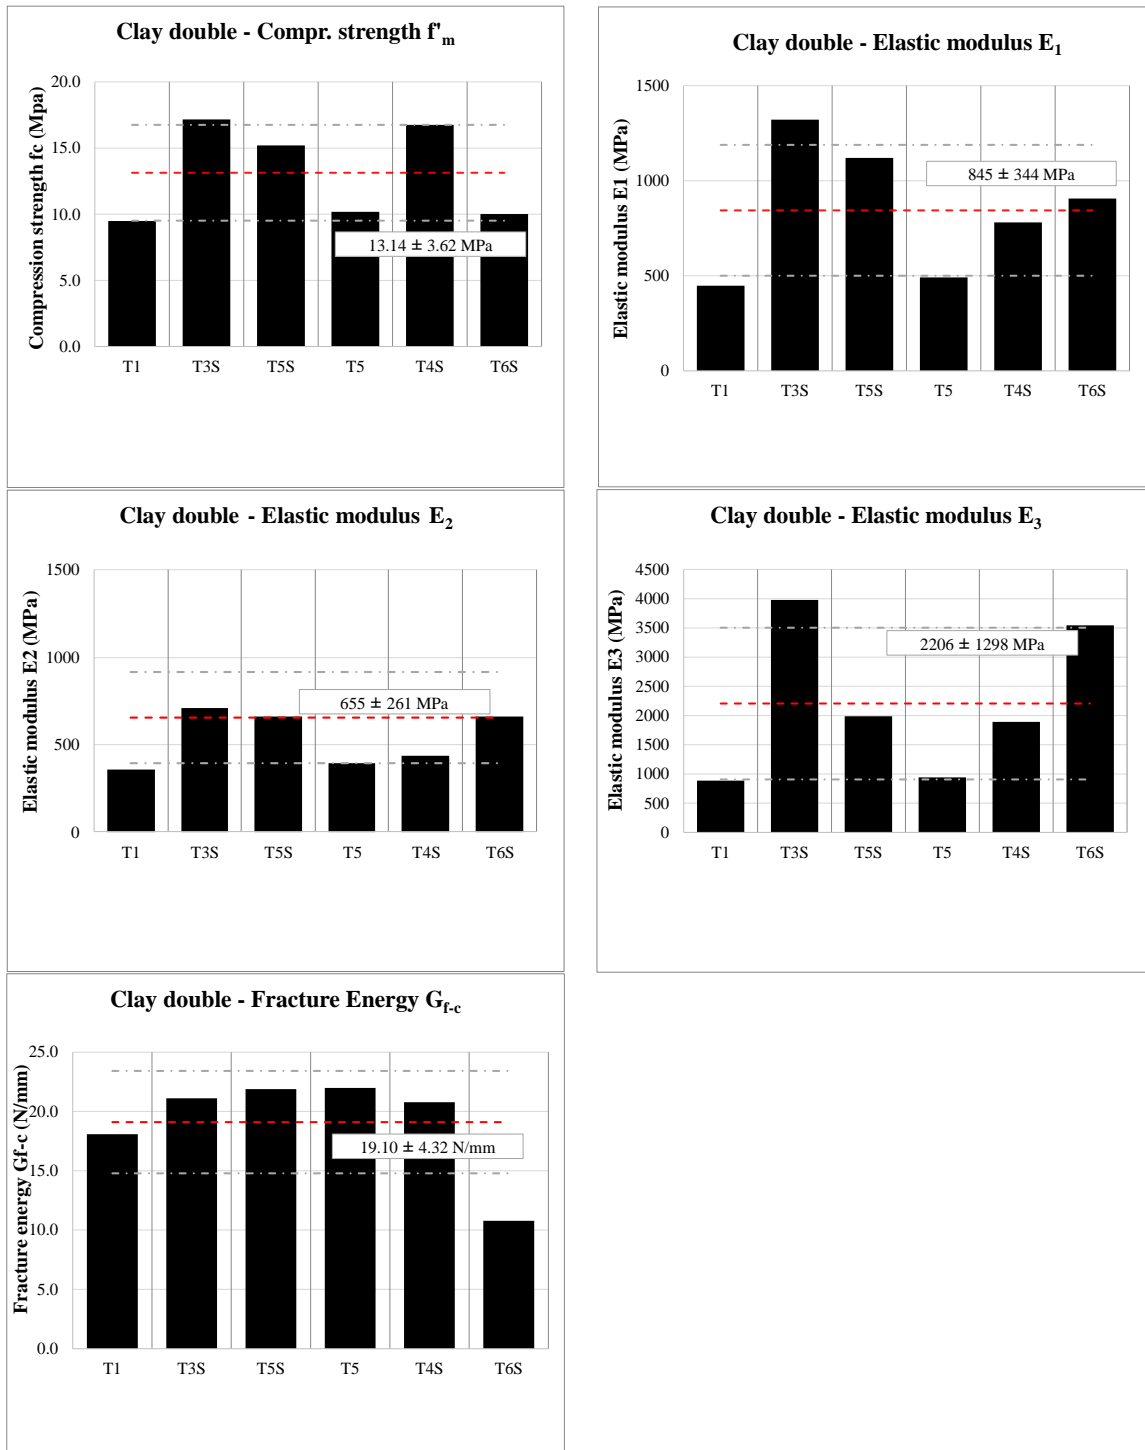 Clay double - Compr. strength f'm
Compression strength fc (Mpa)
20.0
15.0
10.0
5.0
0.0
13.14 ± 3.62 MPa
T1 T3S T5S T5 T4S T6S
Clay double - Elastic modulus E1
Elastic modulus E1 (MPa)
1500
1000
500
0
845 ± 344 MPa
T1 T3S T5S T5 T4S T6S
Clay double - Elastic modulus E2
Elastic modulus E2 (MPa)
1500
1000
500
0
655 ± 261 MPa
T1 T3S T5S T5 T4S T6S
Clay double - Elastic modulus E3
Elastic modulus E3 (MPa)
4500
4000
3500
3000
2500
2000
1500
1000
500
0
2206 ± 1298 MPa
T1 T3S T5S T5 T4S T6S
Clay double - Fracture Energy Gf-c
Fracture energy Gf-c (N/mm)
25.0
20.0
15.0
10.0
5.0
0.0
19.10 ± 4.32 N/mm
T1 T3S T5S T5 T4S T6S